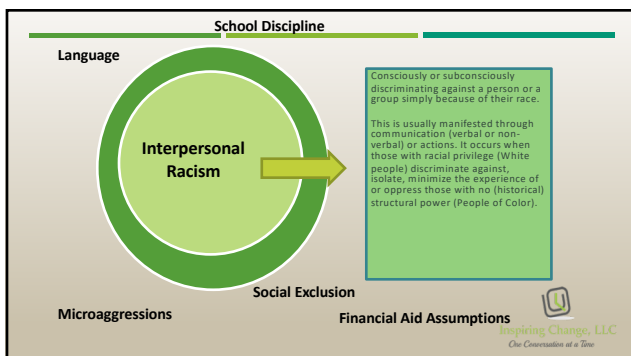 School Discipline
Language
Interpersonal
Racism
Consciously or subconsciously
discriminating against a person or a
group simply because of their race.
This is usually manifested through
communication (verbal or non-
verbal) or actions. It occurs when
those with racial privilege (White
people) discriminate against,
isolate, minimize the experience of
or oppress those with no (historical)
structural power (People of Color).
Social Exclusion
Microaggressions
Financial Aid Assumptions
Inspiring Change, LLC
One Conversation at a Time